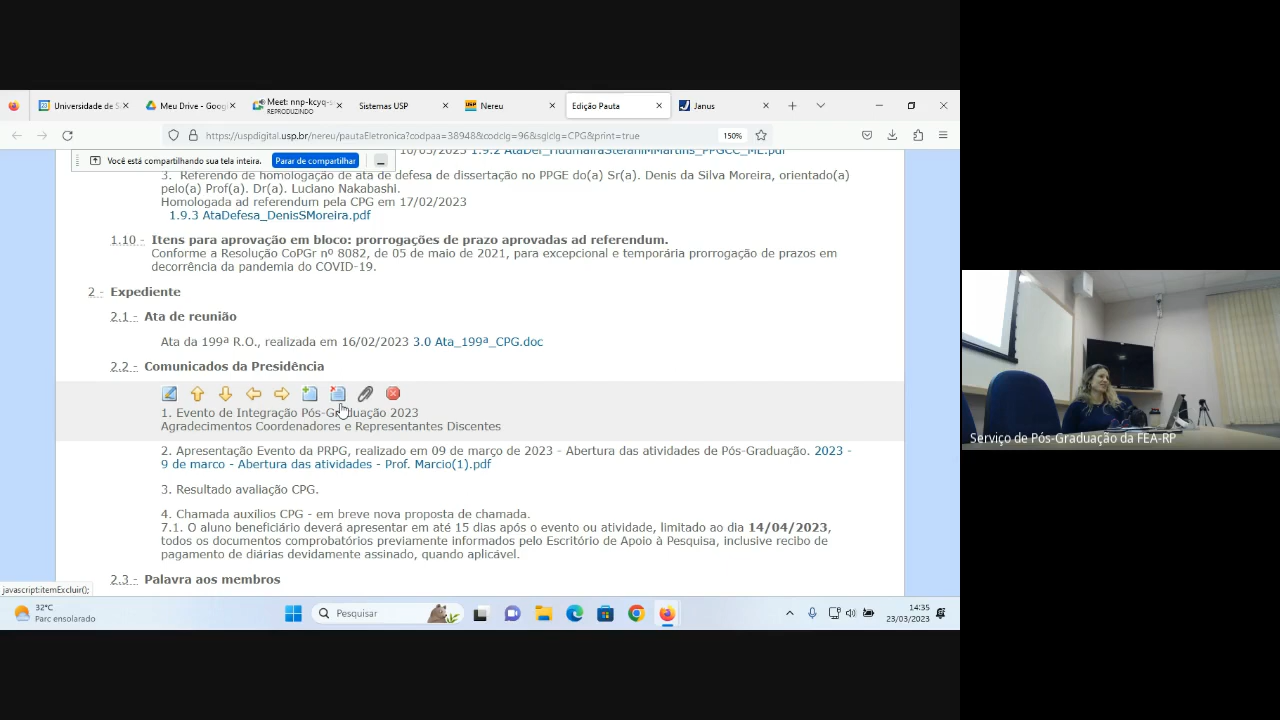 Universidade de S
Meu Drive - Goog
Meet: nnp-kcyq-s
REPRODUZINDO
Sistemas USP
Nereu
Edição Pauta
Janus
https://uspdigital.usp.br/nereu/pautaEletronica?codpaa=38948&codclg=96&sglclg=CPG&print=true
150%
Você está compartilhando sua tela inteira.
Parar de compartilhar
3. Referendo de homologação de ata de defesa de dissertação no PPGE do(a) Sr(a). Denis da Silva Moreira, orientado(a)
pelo(a) Prof(a). Dr(a). Luciano Nakabashi.
Homologada ad referendum pela CPG em 17/02/2023
1.9.3 AtaDefesa_DenisSMoreira.pdf
1.10 - Itens para aprovação em bloco: prorrogações de prazo aprovadas ad referendum.
Conforme a Resolução CoPGr nº 8082, de 05 de maio de 2021, para excepcional e temporária prorrogação de prazos em
decorrência da pandemia do COVID-19.
2 - Expediente
2.1 - Ata de reunião
Ata da 199ª R.O., realizada em 16/02/2023 3.0 Ata_199ª_CPG.doc
2.2 - Comunicados da Presidência
1. Evento de Integração Pós-Graduação 2023
Agradecimentos Coordenadores e Representantes Discentes
2. Apresentação Evento da PRPG, realizado em 09 de março de 2023 - Abertura das atividades de Pós-Graduação. 2023 -
9 de marco - Abertura das atividades - Prof. Marcio(1).pdf
3. Resultado avaliação CPG.
4. Chamada auxílios CPG - em breve nova proposta de chamada.
7.1. O aluno beneficiário deverá apresentar em até 15 dias após o evento ou atividade, limitado ao dia 14/04/2023,
todos os documentos comprobatórios previamente informados pelo Escritório de Apoio à Pesquisa, inclusive recibo de
pagamento de diárias devidamente assinado, quando aplicável.
2.3 - Palavra aos membros
javascript:itemExcluir();
32°C
Parc ensolarado
Pesquisar
14:35
23/03/2023
Serviço de Pós-Graduação da FEA-RP